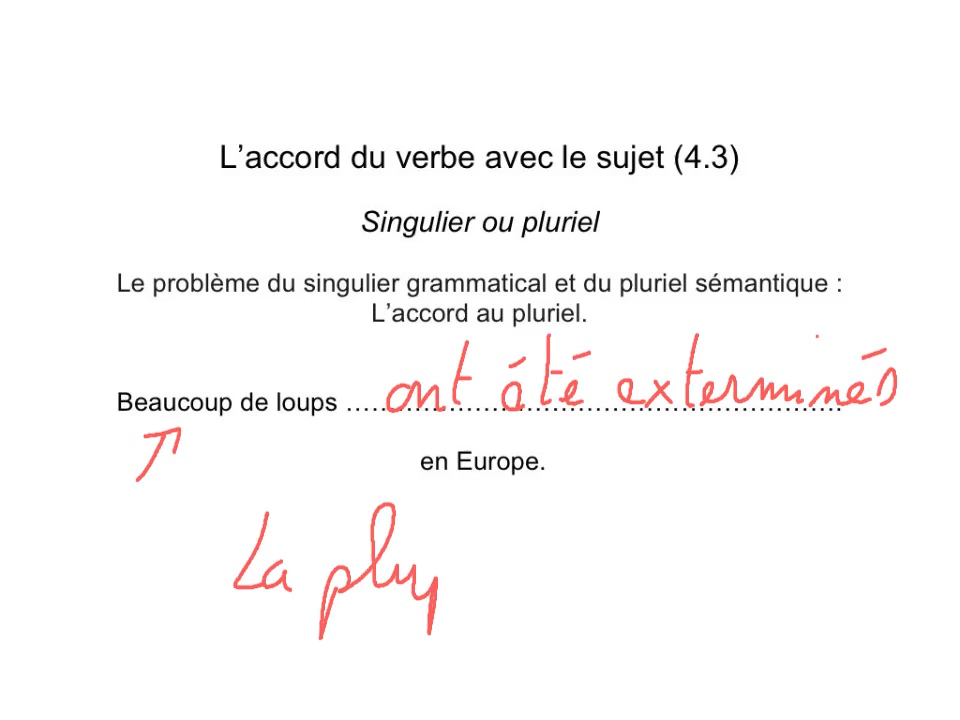 L'accord du verbe avec le sujet (4.3)
Singulier ou pluriel
Le problème du singulier grammatical et du pluriel sémantique :
L'accord au pluriel.
Beaucoup de loups ................................................................. ont été exterminés
en Europe.
La plup